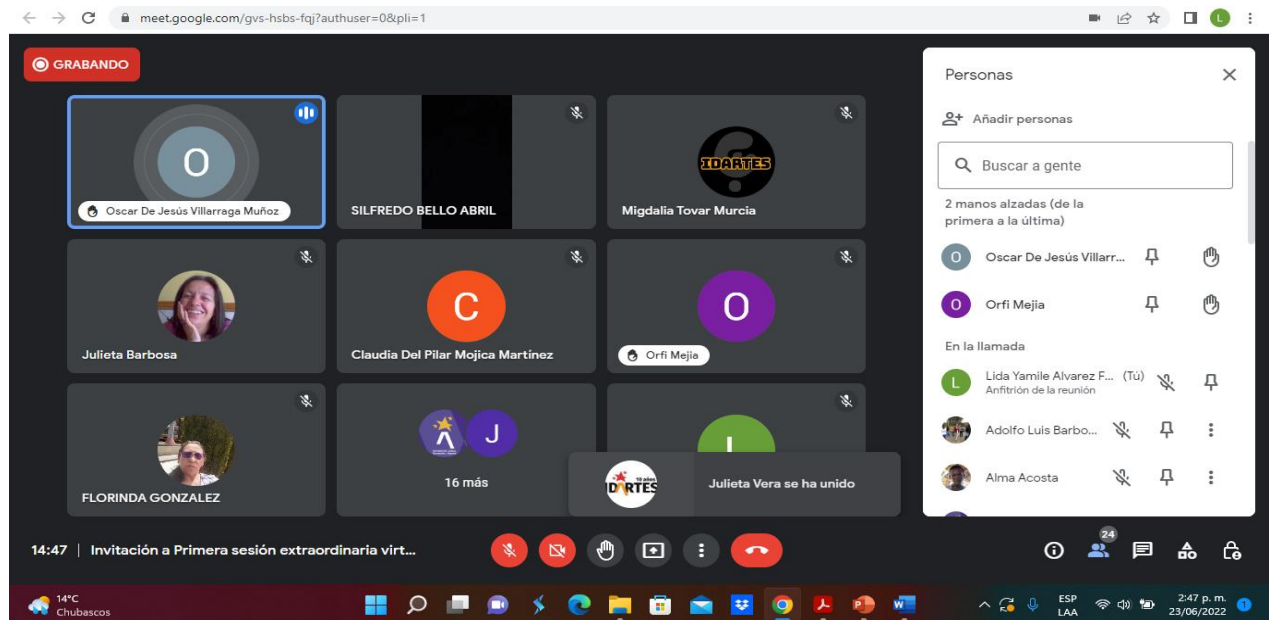 meet.google.com/gvs-hsbs-fqj?authuser=0&pli=1
L
GRABANDO
O
Oscar De Jesús Villarraga Muñoz
SILFREDO BELLO ABRIL
IDARTES
Migdalia Tovar Murcia
Julieta Barbosa
C
Claudia Del Pilar Mojica Martínez
O
Orfi Mejia
FLORINDA GONZALEZ
J
16 más
L
10 años
IDARTES
Julieta Vera se ha unido
Personas
Añadir personas
Buscar a gente
2 manos alzadas (de la
primera a la última)
O
Oscar De Jesús Villarr...
O
Orfi Mejia
En la llamada
L
Lida Yamile Alvarez F... (Tú)
Anfitrión de la reunión
Adolfo Luis Barbo...
Alma Acosta
14:47 | Invitación a Primera sesión extraordinaria virt...
24
14°C
Chubascos
ESP
LAA
2:47 p. m.
23/06/2022
1